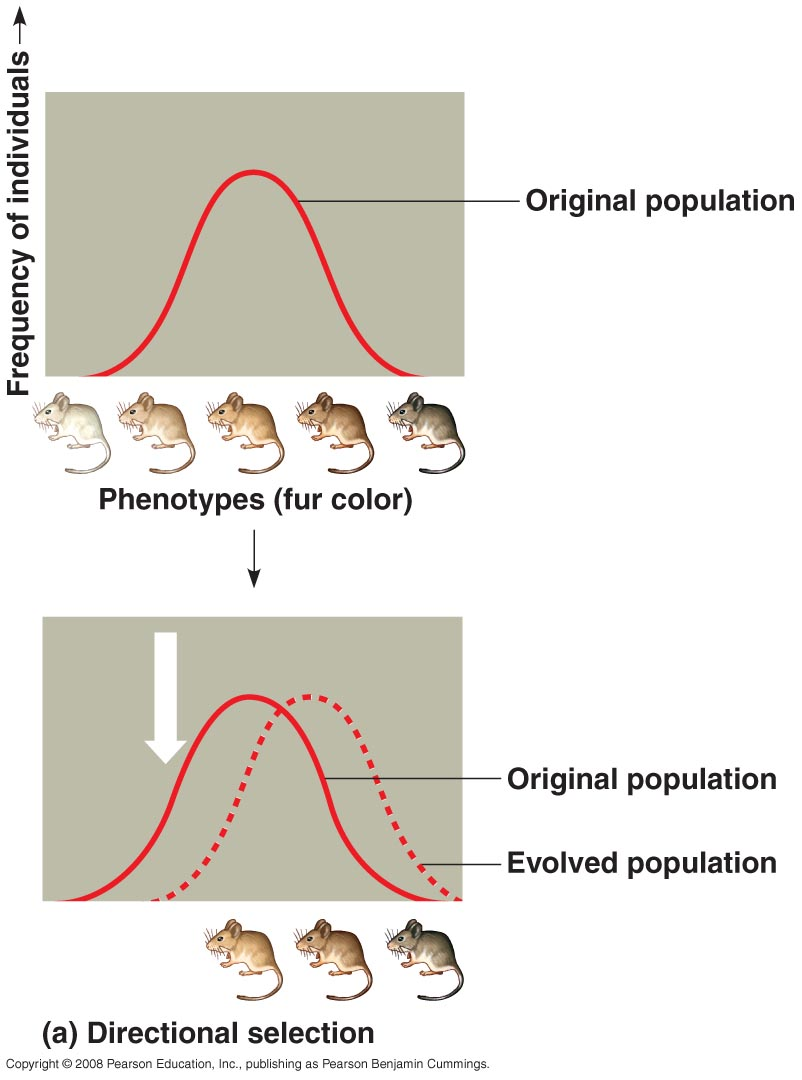 Frequency of individuals
Original population
Phenotypes (fur color)
Original population
Evolved population
(a) Directional selection
Copyright © 2008 Pearson Education, Inc., publishing as Pearson Benjamin Cummings.